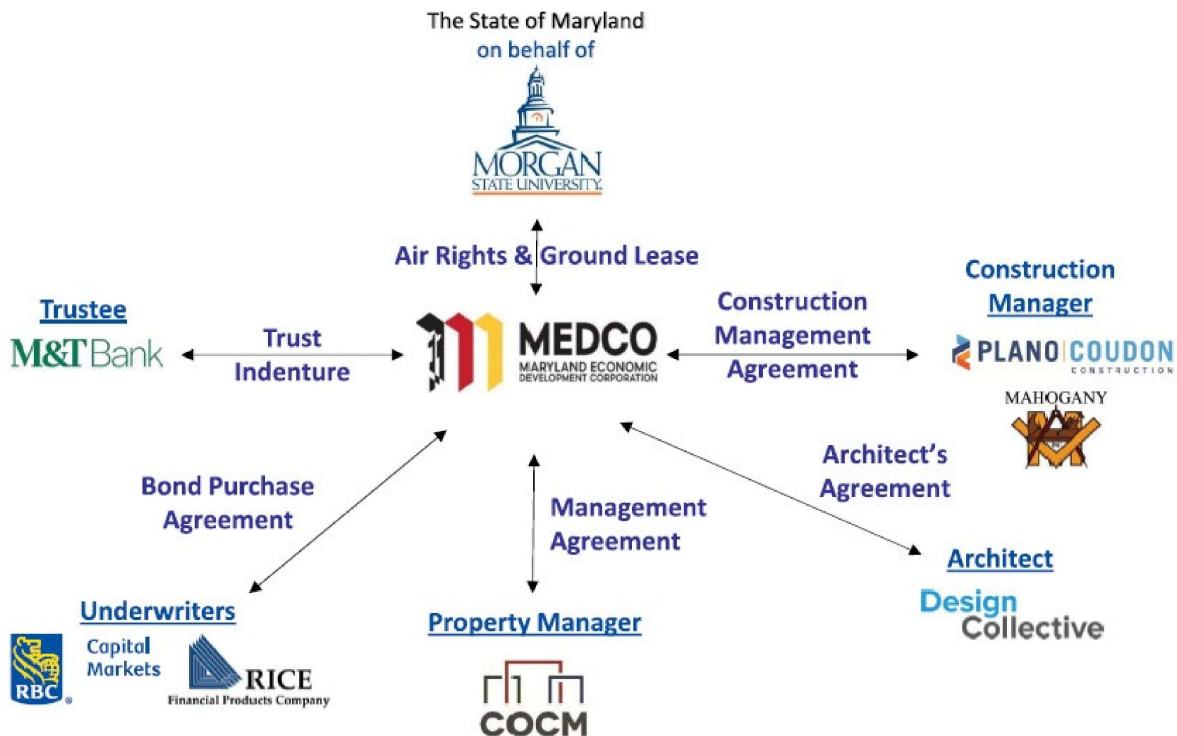 The State of Maryland
on behalf of
MORGAN
STATE UNIVERSITY.
Air Rights & Ground Lease
Trustee
M&T Bank
Trust
Indenture
MEDCO
MARYLAND ECONOMIC
DEVELOPMENT CORPORATION
Construction
Management
Agreement
Construction
Manager
PLANO COUDON
CONSTRUCTION
MAHOGANY
Architect's
Agreement
Bond Purchase
Agreement
Management
Agreement
Architect
Design
Collective
Underwriters
RBC
®
Capital
Markets
RICE
Financial Products Company
Property Manager
COCM